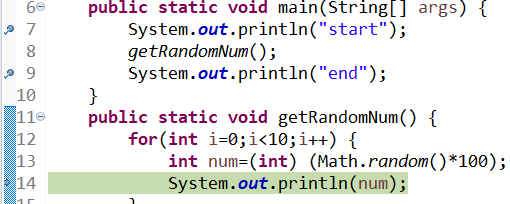 6 public static void main(String[] args) {
7 System.out.println("start");
8 getRandomNum();
9 System.out.println("end");
10 }
11 public static void getRandomNum() {
12 for(int i=0;i<10;i++) {
13 int num=(int) (Math.random()*100);
14 System.out.println(num);
15 }